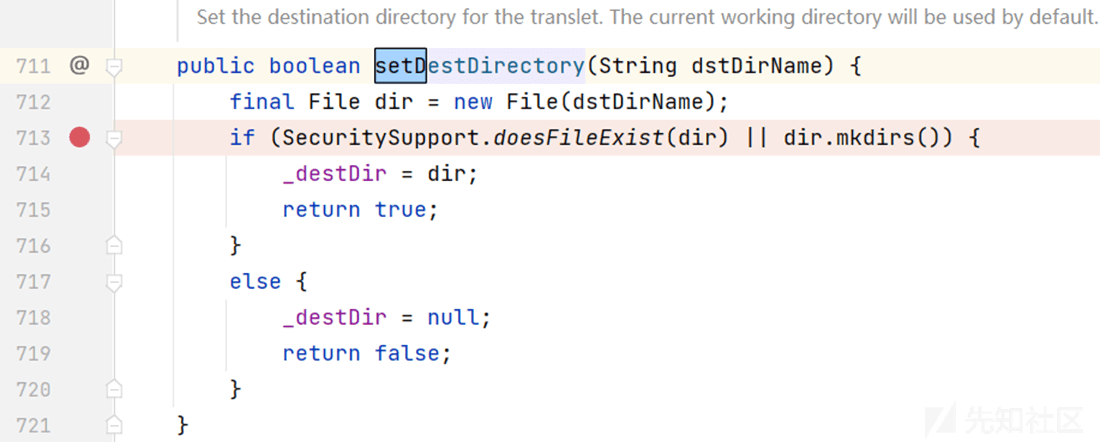 Set the destination directory for the translet. The current working directory will be used by default.
711 @ public boolean setDestDirectory(String dstDirName) {
712 final File dir = new File(dstDirName);
713 if (SecuritySupport.doesFileExist(dir) || dir.mkdirs()) {
714 _destDir = dir;
715 return true;
716 }
717 else {
718 _destDir = null;
719 return false;
720 }
721 }
先知社区